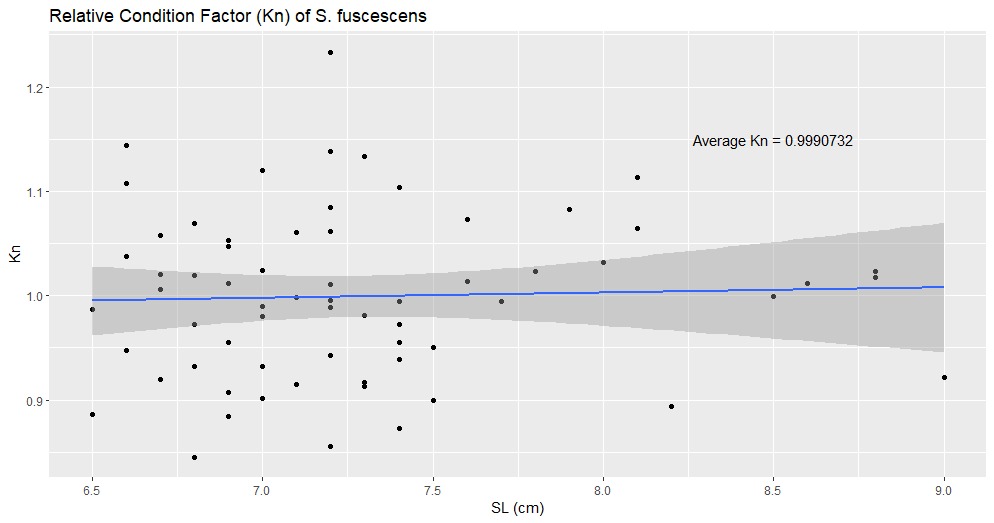 Relative Condition Factor (Kn) of S. fuscescens
1.2
Average Kn = 0.9990732
1.1
Kn
1.0
0.9
6.5 7.0 7.5 8.0 8.5 9.0
SL (cm)